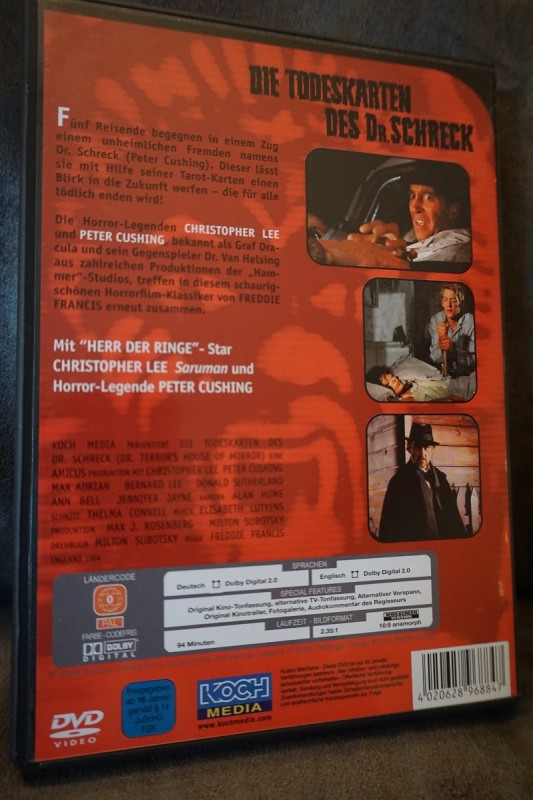 DIE TODESKARTEN
DES DR. SCHRECK
Fünf Reisende begegnen in einem Zug
einem unheimlichen Fremden namens
Dr. Schreck (Peter Cushing). Dieser lässt
sie mit Hilfe seiner Tarot-Karten einen
Blick in die Zukunft werfen – die für alle
tödlich enden wird!
Die Horror-Legenden CHRISTOPHER LEE
und PETER CUSHING bekannt als Graf Dra-
cula und sein Gegenspieler Dr. Van Helsing
aus zahlreichen Produktionen der „Ham-
mer"-Studios, treffen in diesem schaurig-
schönen Horrorfilm-Klassiker von FREDDIE
FRANCIS erneut zusammen.
Mit "HERR DER RINGE"- Star
CHRISTOPHER LEE Saruman und
Horror-Legende PETER CUSHING
KOCH MEDIA PRÄSENTIERT DIE TODESKARTEN DES
DR. SCHRECK (DR. TERROR'S HOUSE OF HORROR) EINE
AMICUS PRODUKTION MIT CHRISTOPHER LEE PETER CUSHING
MAX ADRIAN BERNARD LEE DONALD SUTHERLAND
ANN BELL JENNIFER JAYNE KAMERA ALAN HUME
SCHNITT THELMA CONNELL MUSIK ELISABETH LUTYENS
PRODUKTION MAX J. ROSENBERG MILTON SUBOTSKY
DREHBUCH MILTON SUBOTSKY REGIE FREDDIE FRANCIS
ENGLAND 1964
LÄNDERCODE
0
PAL
FARBE-CODEFREI
DOLBY
DIGITAL
SPRACHEN
Deutsch Dolby Digital 2.0
Englisch Dolby Digital 2.0
SPECIAL FEATURES
Original Kino-Tonfassung, alternative TV-Tonfassung, Alternativer Vorspann,
Original Kinotrailer, Fotogalerie, Audiokommentar des Regisseurs
LAUFZEIT - BILDFORMAT
94 Minuten
2.35:1
WIDESCREEN
16:9 anamorph
DVD
VIDEO
Freigegeben
ab 16 Jahren
gemäß § 14
JuSchG
FSK
KOCH
MEDIA
www.kochmedia.com
4 020628 968847